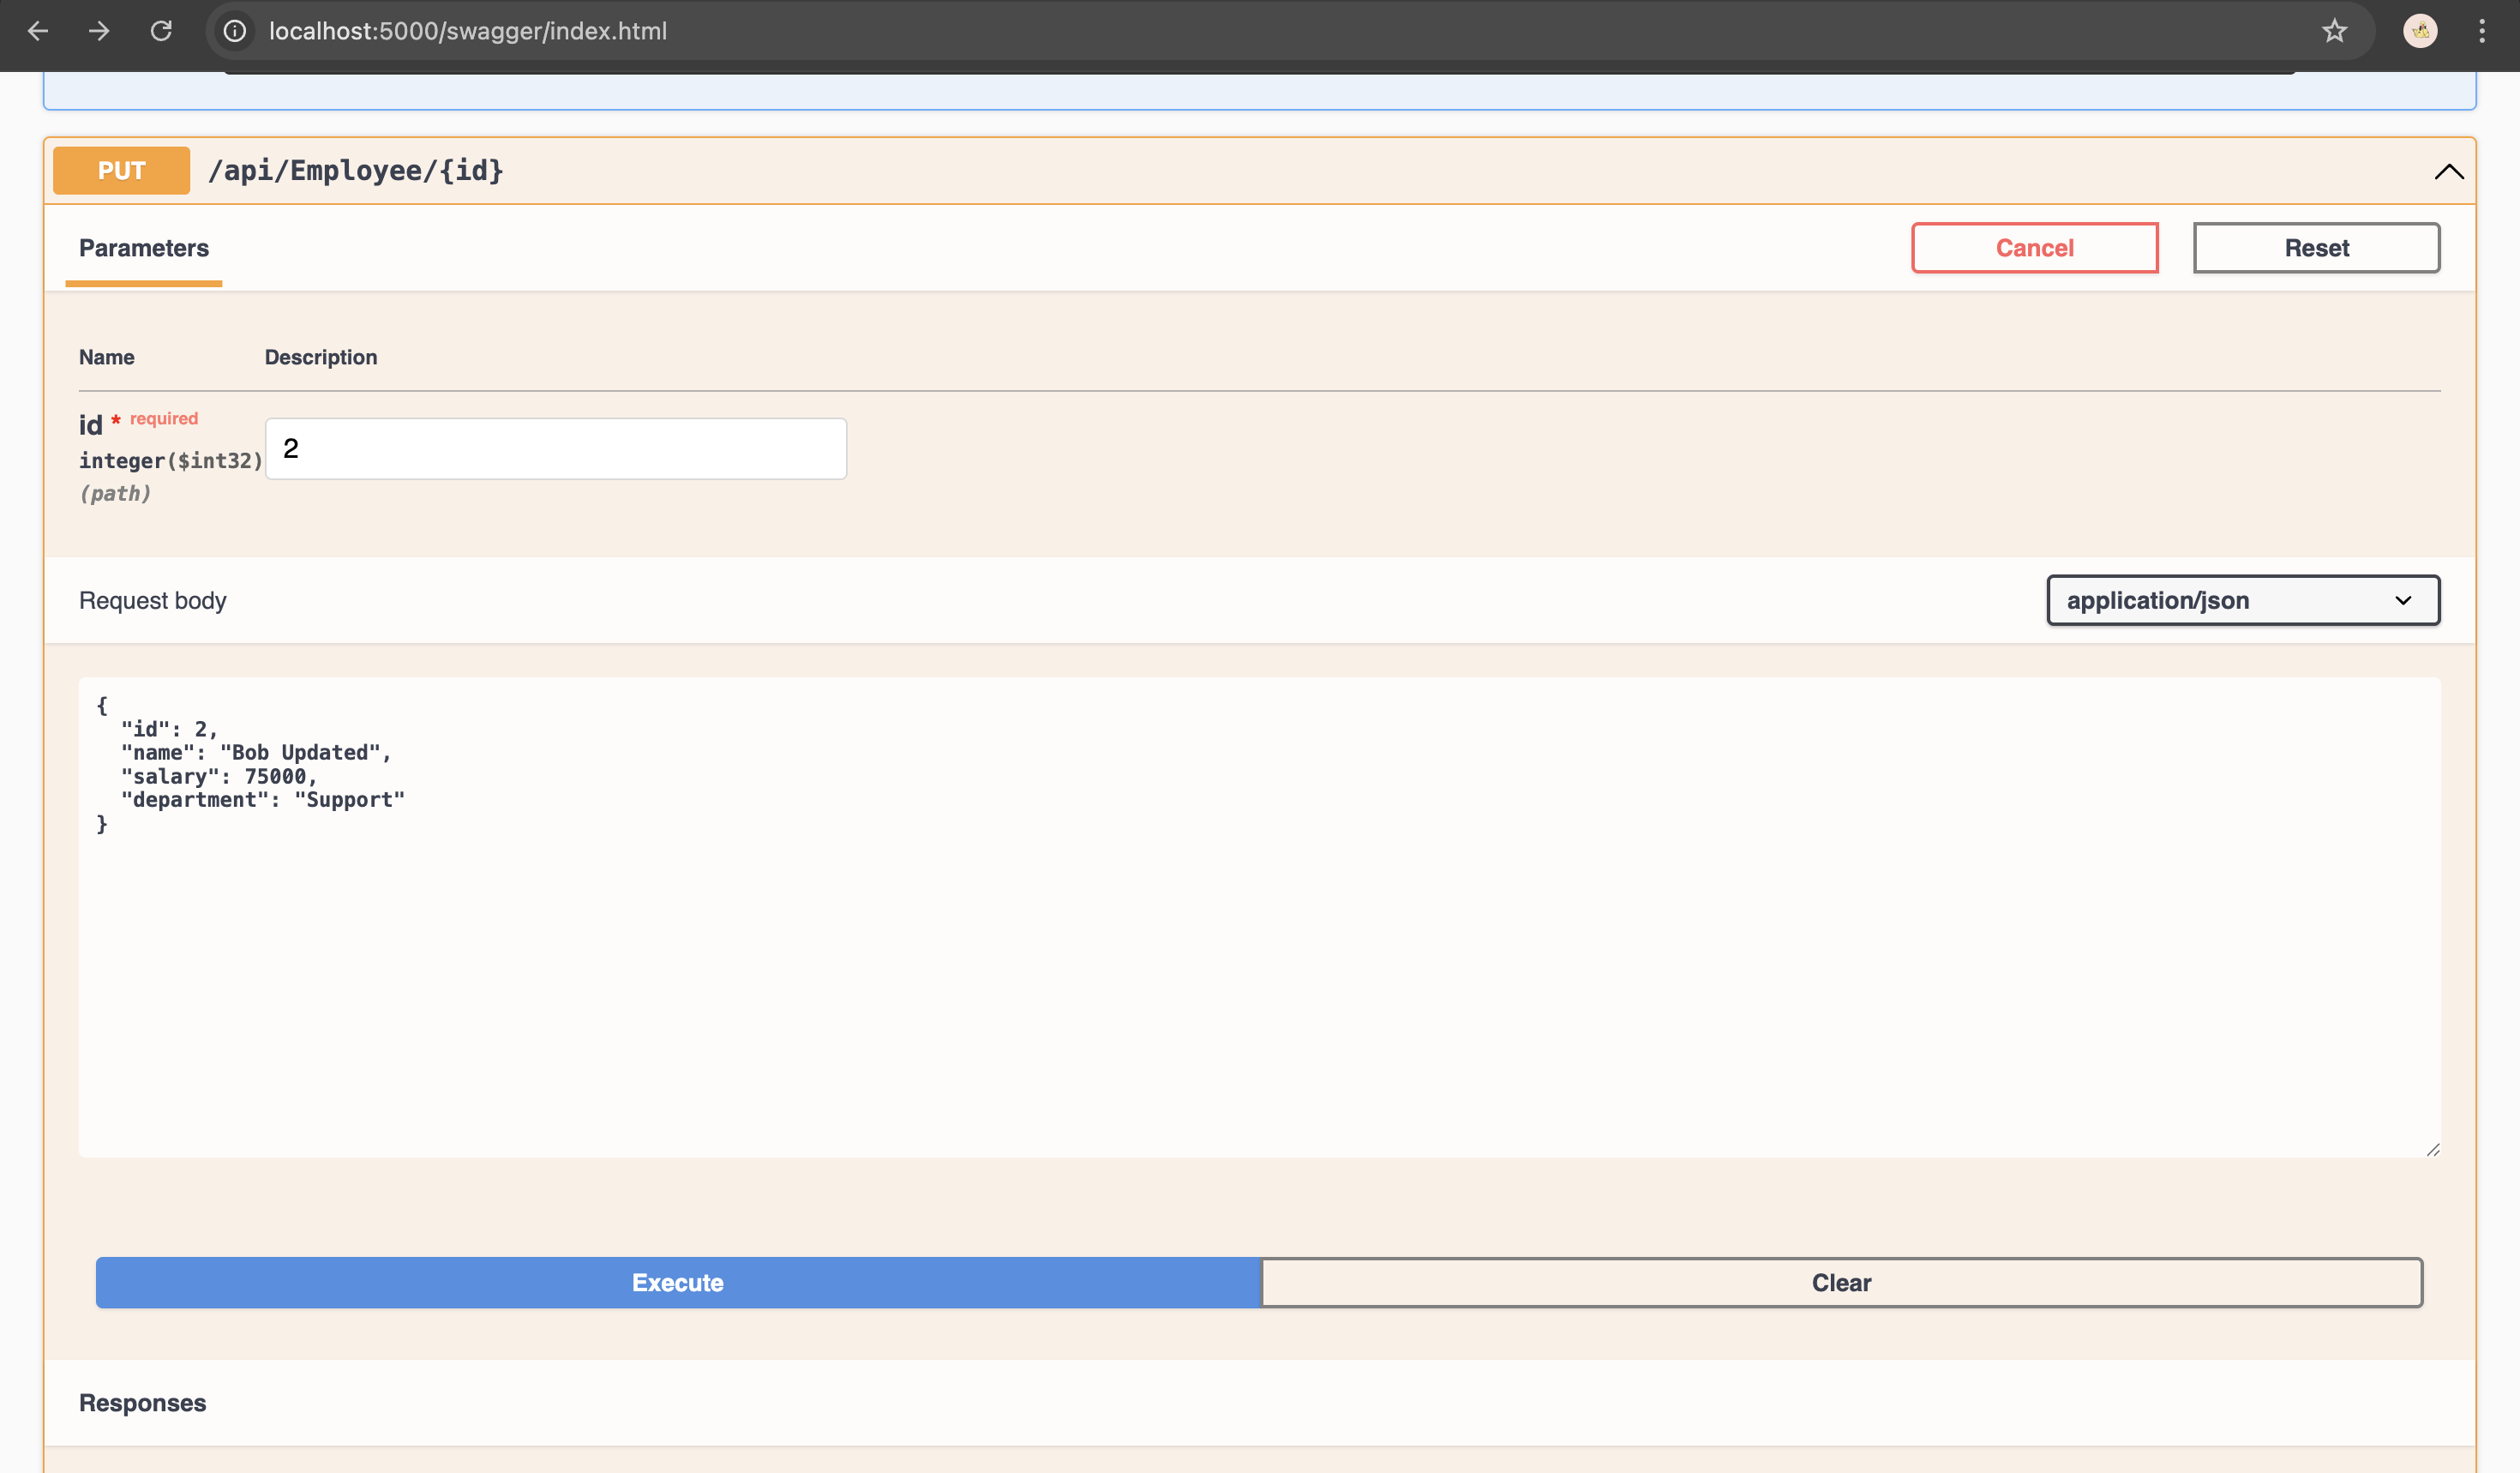 localhost:5000/swagger/index.html
PUT /api/Employee/{id}
Parameters
Cancel
Reset
Name Description
id * required
integer($int32)
(path)
2
Request body
application/json
{
  "id": 2,
  "name": "Bob Updated",
  "salary": 75000,
  "department": "Support"
}
Execute
Clear
Responses